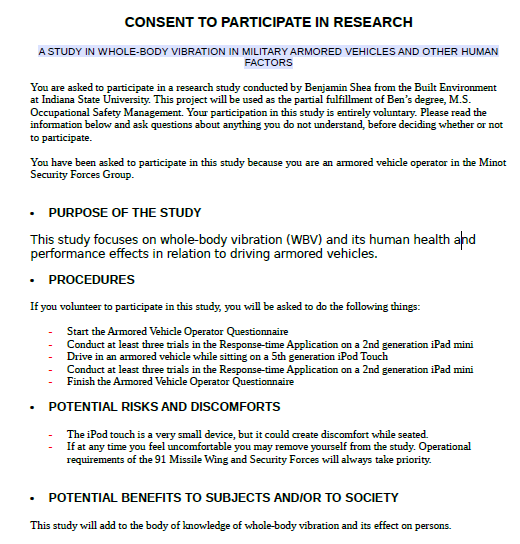 CONSENT TO PARTICIPATE IN RESEARCH
A STUDY IN WHOLE-BODY VIBRATION IN MILITARY ARMORED VEHICLES AND OTHER HUMAN
FACTORS
You are asked to participate in a research study conducted by Benjamin Shea from the Built Environment
at Indiana State University. This project will be used as the partial fulfillment of Ben's degree, M.S.
Occupational Safety Management. Your participation in this study is entirely voluntary. Please read the
information below and ask questions about anything you do not understand, before deciding whether or not
to participate.
You have been asked to participate in this study because you are an armored vehicle operator in the Minot
Security Forces Group.
• PURPOSE OF THE STUDY
This study focuses on whole-body vibration (WBV) and its human health and
performance effects in relation to driving armored vehicles.
• PROCEDURES
If you volunteer to participate in this study, you will be asked to do the following things:
- Start the Armored Vehicle Operator Questionnaire
- Conduct at least three trials in the Response-time Application on a 2nd generation iPad mini
- Drive in an armored vehicle while sitting on a 5th generation iPod Touch
- Conduct at least three trials in the Response-time Application on a 2nd generation iPad mini
- Finish the Armored Vehicle Operator Questionnaire
• POTENTIAL RISKS AND DISCOMFORTS
- The iPod touch is a very small device, but it could create discomfort while seated.
- If at any time you feel uncomfortable you may remove yourself from the study. Operational
requirements of the 91 Missile Wing and Security Forces will always take priority.
• POTENTIAL BENEFITS TO SUBJECTS AND/OR TO SOCIETY
This study will add to the body of knowledge of whole-body vibration and its effect on persons.